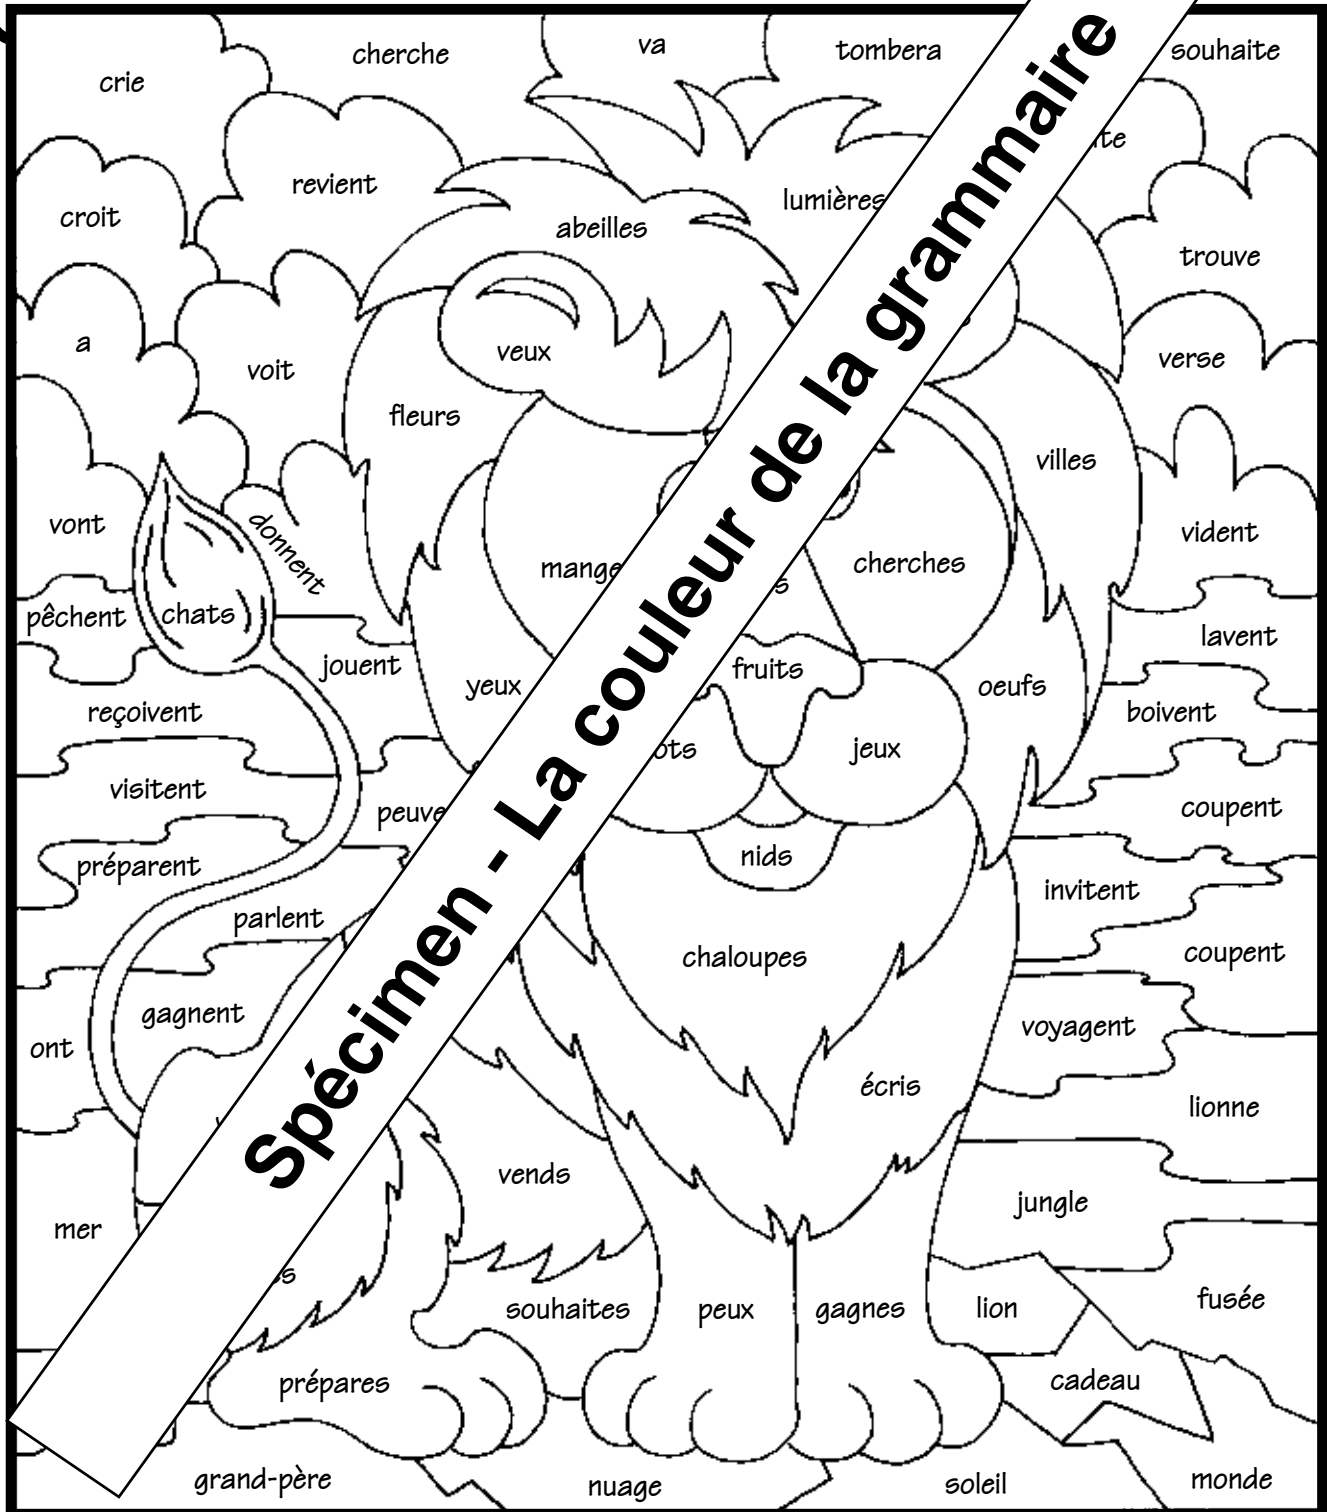 crie
cherche
va
tombera
souhaite
croit
revient
abeilles
lumières
trouve
a
voit
veux
verse
fleurs
villes
vont
donnent
cherches
vident
pêchent
chats
jouent
fruits
lavent
yeux
oeufs
reçoivent
boivent
jeux
visitent
coupent
nids
préparent
invitent
parlent
chaloupes
coupent
gagnent
voyagent
ont
écris
lionne
vends
jungle
mer
souhaites
peux
gagnes
lion
fusée
prépares
cadeau
grand-père
nuage
soleil
monde
Spécimen - La couleur de la grammaire